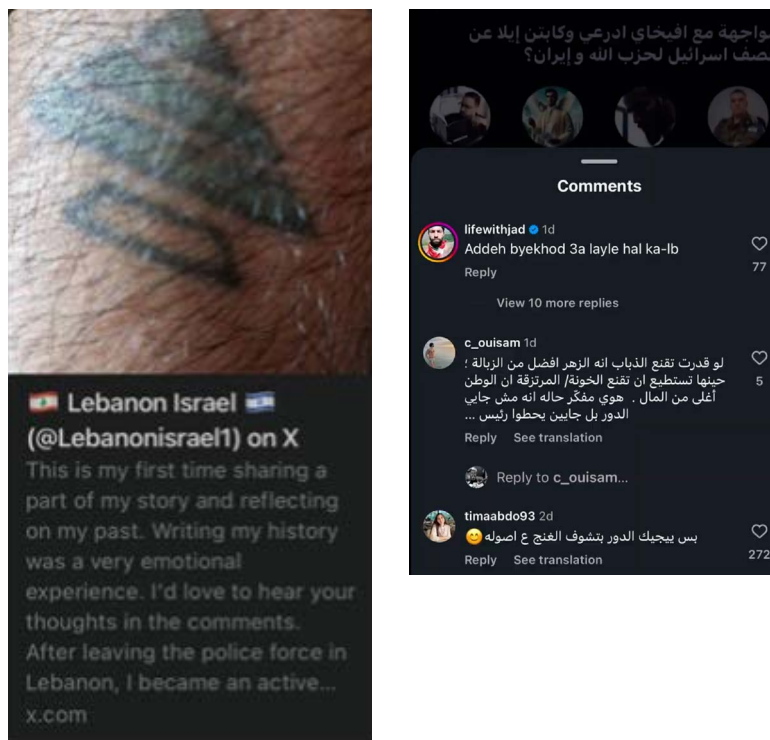 🇱🇧 Lebanon Israel 🇮🇱
(@Lebanonisrael1) on X
This is my first time sharing a
part of my story and reflecting
on my past. Writing my history
was a very emotional
experience. I'd love to hear your
thoughts in the comments.
After leaving the police force in
Lebanon, I became an active...
x.com
واجهة مع افيخاي ادرعي وكابتن إيلا عن
صف اسرائيل لحزب الله و إيران؟
Comments
lifewithjad 1d
Addeh byekhod 3a layle hal ka-lb
77
Reply
View 10 more replies
c_ouisam 1d
لو قدرت تقنع الذباب انه الزهر افضل من الزبالة ؛
حينها تستطيع ان تقنع الخونة/ المرتزقة ان الوطن
5
أغلى من المال . هوي مفكّر حاله انه مش جايي
الدور بل جايين يحطوا رئيس ...
Reply See translation
Reply to c_ouisam...
timaabdo93 2d
بس ييجيك الدور بتشوف الغنج ع اصوله😊
272
Reply See translation